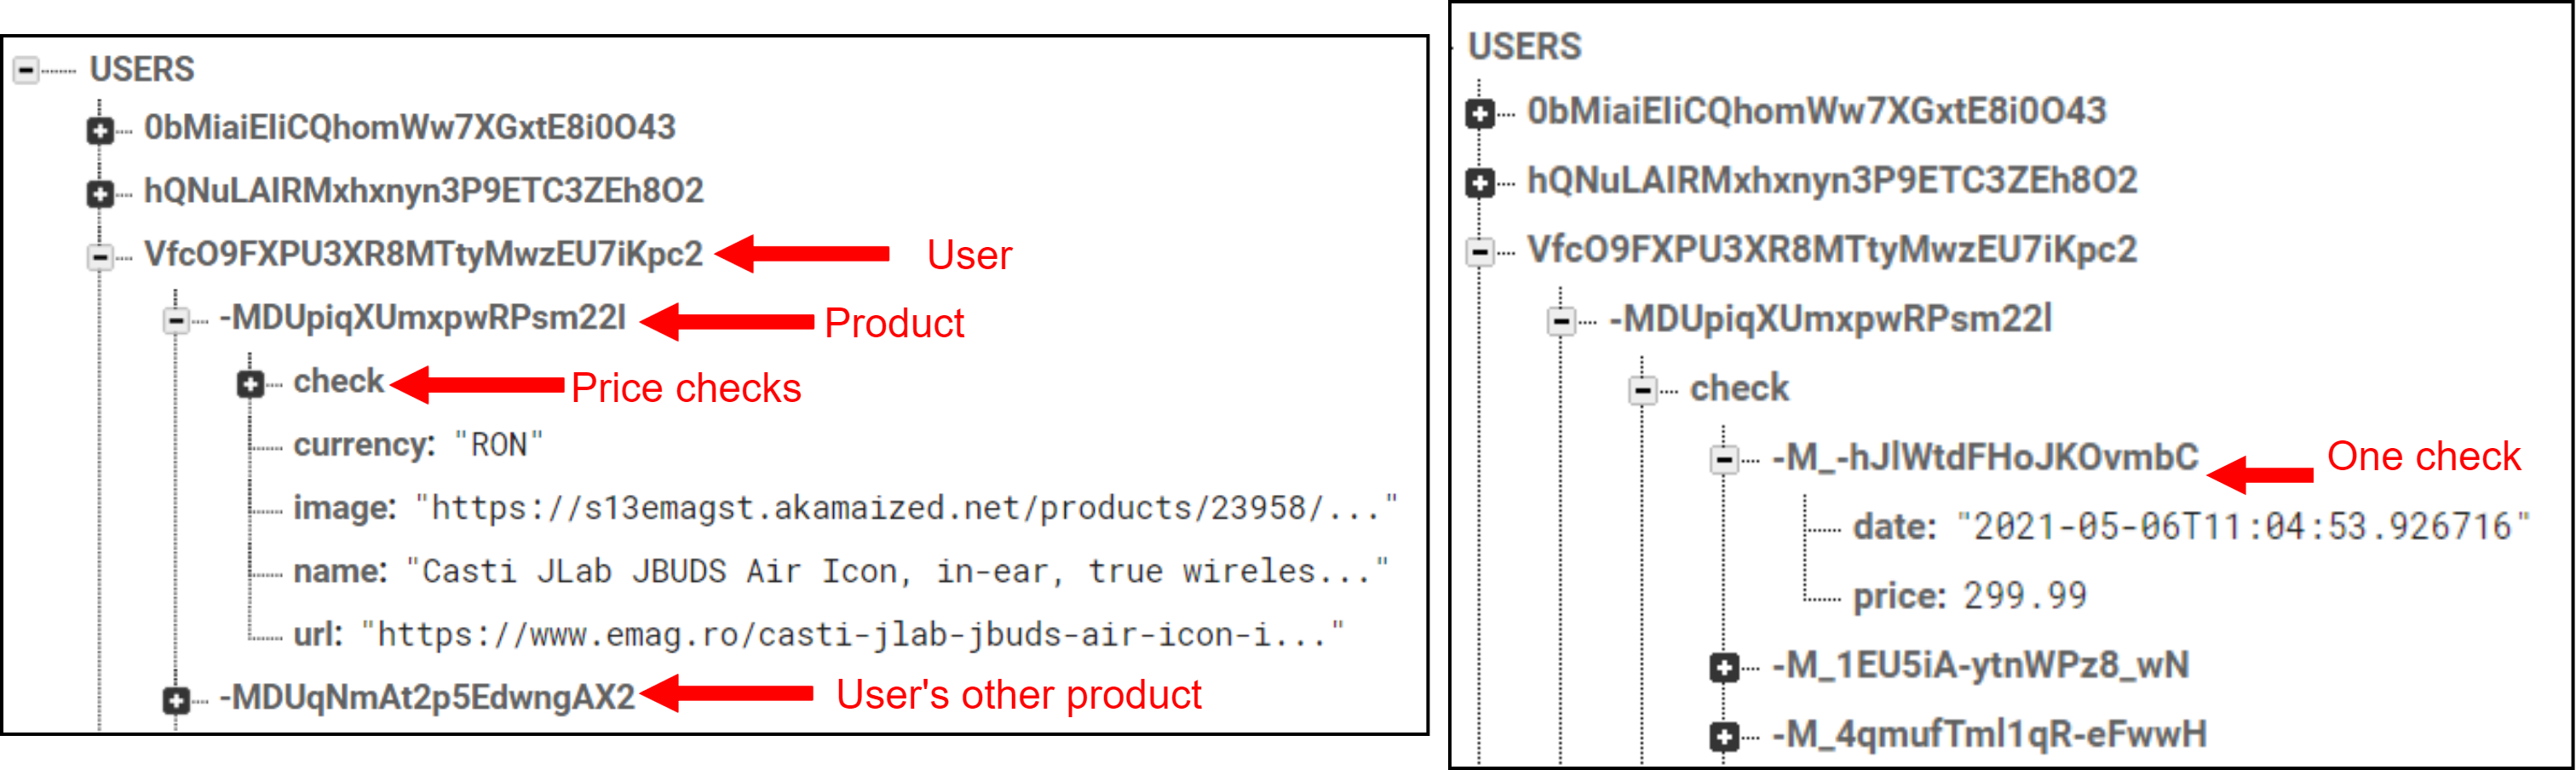 USERS
0bMiaiEliCQhomWw7XGxtE8i0O43
hQNuLAIRMxhxnyn3P9ETC3ZEh8O2
VfcO9FXPU3XR8MTtyMwzEU7iKpc2 User
-MDUpiqXUmxpwRPsm22l Product
check Price checks
currency: "RON"
image: "https://s13emagst.akamaized.net/products/23958/..."
name: "Casti JLab JBUDS Air Icon, in-ear, true wireles..."
url: "https://www.emag.ro/casti-jlab-jbuds-air-icon-i..."
-MDUqNmAt2p5EdwngAX2 User's other product
USERS
0bMiaiEliCQhomWw7XGxtE8i0O43
hQNuLAIRMxhxnyn3P9ETC3ZEh8O2
VfcO9FXPU3XR8MTtyMwzEU7iKpc2
-MDUpiqXUmxpwRPsm22l
check
-M_-hJlWtdFHoJKOvmbC One check
date: "2021-05-06T11:04:53.926716"
price: 299.99
-M_1EU5iA-ytnWPz8_wN
-M_4qmufTml1qR-eFwwH